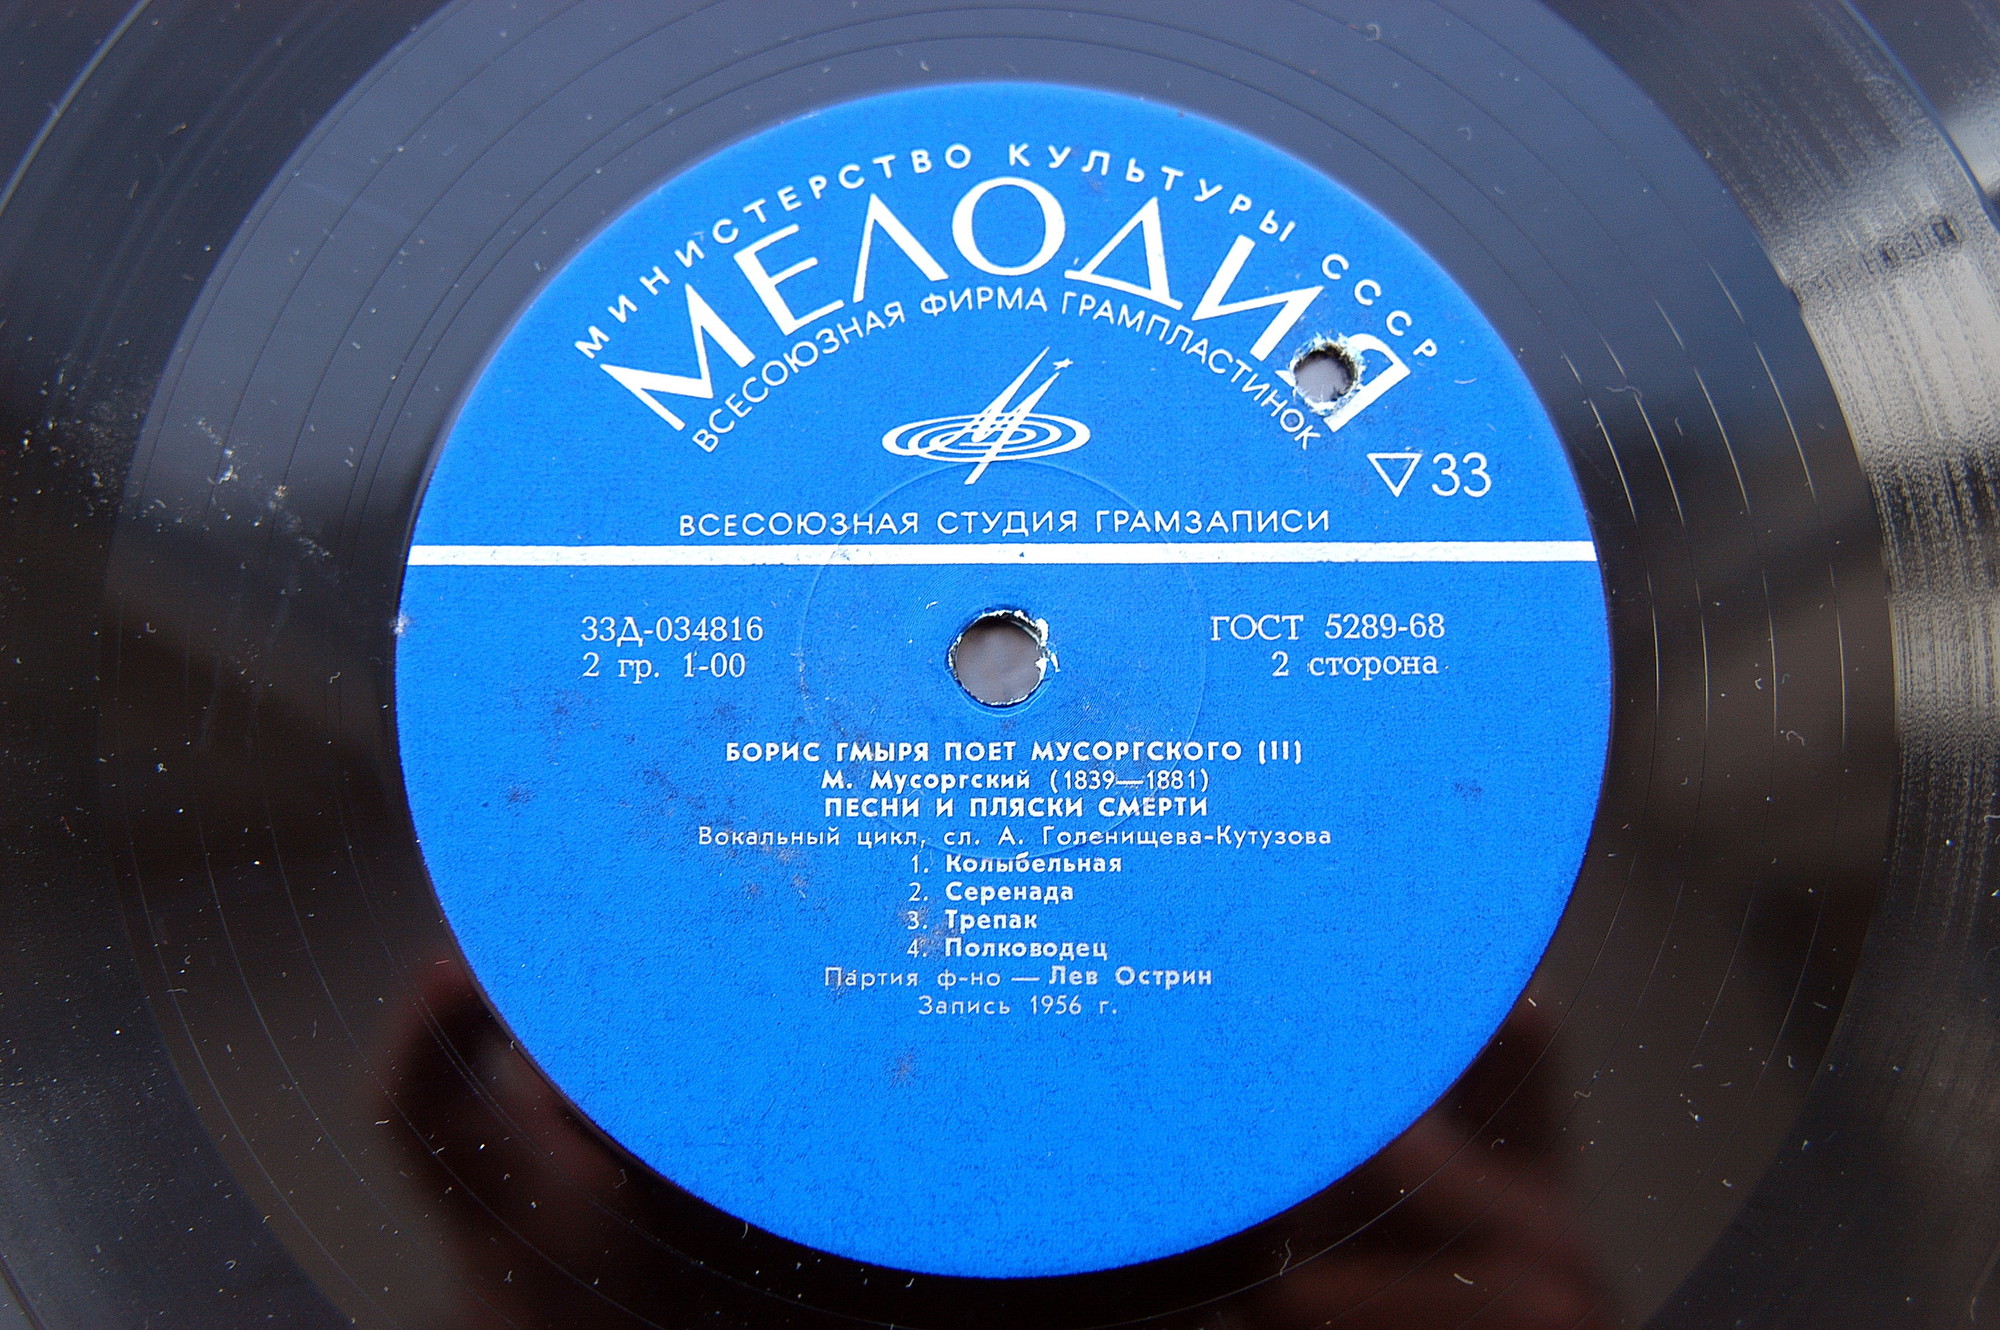 МИНИСТЕРСТВО КУЛЬТУРЫ СССР
МЕЛОДИЯ
ВСЕСОЮЗНАЯ ФИРМА ГРАМПЛАСТИНОК
33
ВСЕСОЮЗНАЯ СТУДИЯ ГРАМЗАПИСИ
33Д-034816
2 гр. 1-00
ГОСТ 5289-68
2 сторона
БОРИС ГМЫРЯ ПОЕТ МУСОРГСКОГО (II)
М. Мусоргский (1839—1881)
ПЕСНИ И ПЛЯСКИ СМЕРТИ
Вокальный цикл, сл. А. Голенищева-Кутузова
1. Колыбельная
2. Серенада
3. Трепак
4. Полководец
Партия ф-но — Лев Острин
Запись 1956 г.